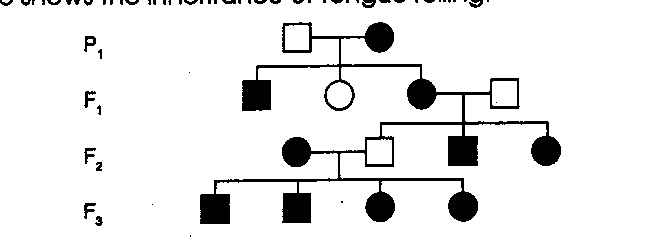 shows the inheritance of tongue rolling.
P₁
F₁
F₂
F₃